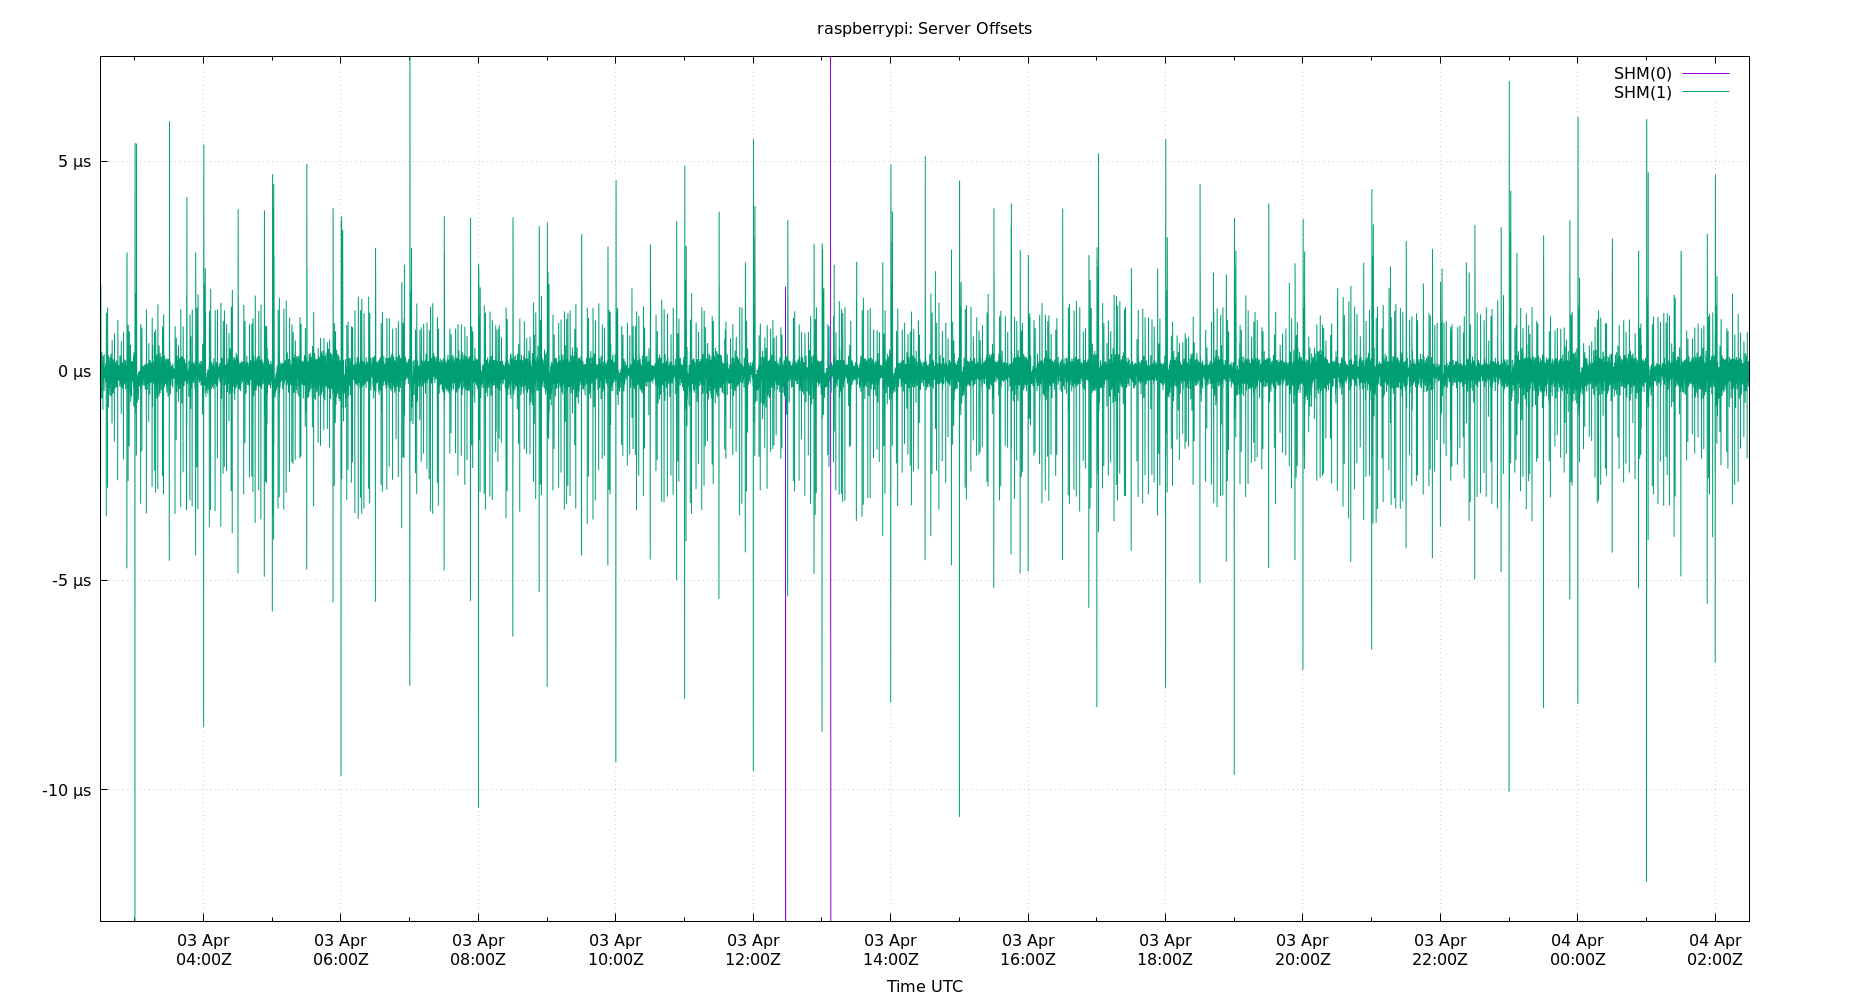 raspberrypi: Server Offsets
SHM(0)
SHM(1)
5 µs
0 µs
-5 µs
-10 µs
03 Apr 03 Apr 03 Apr 03 Apr 03 Apr 03 Apr 03 Apr 03 Apr 03 Apr 03 Apr 04 Apr 04 Apr
04:00Z 06:00Z 08:00Z 10:00Z 12:00Z 14:00Z 16:00Z 18:00Z 20:00Z 22:00Z 00:00Z 02:00Z
Time UTC